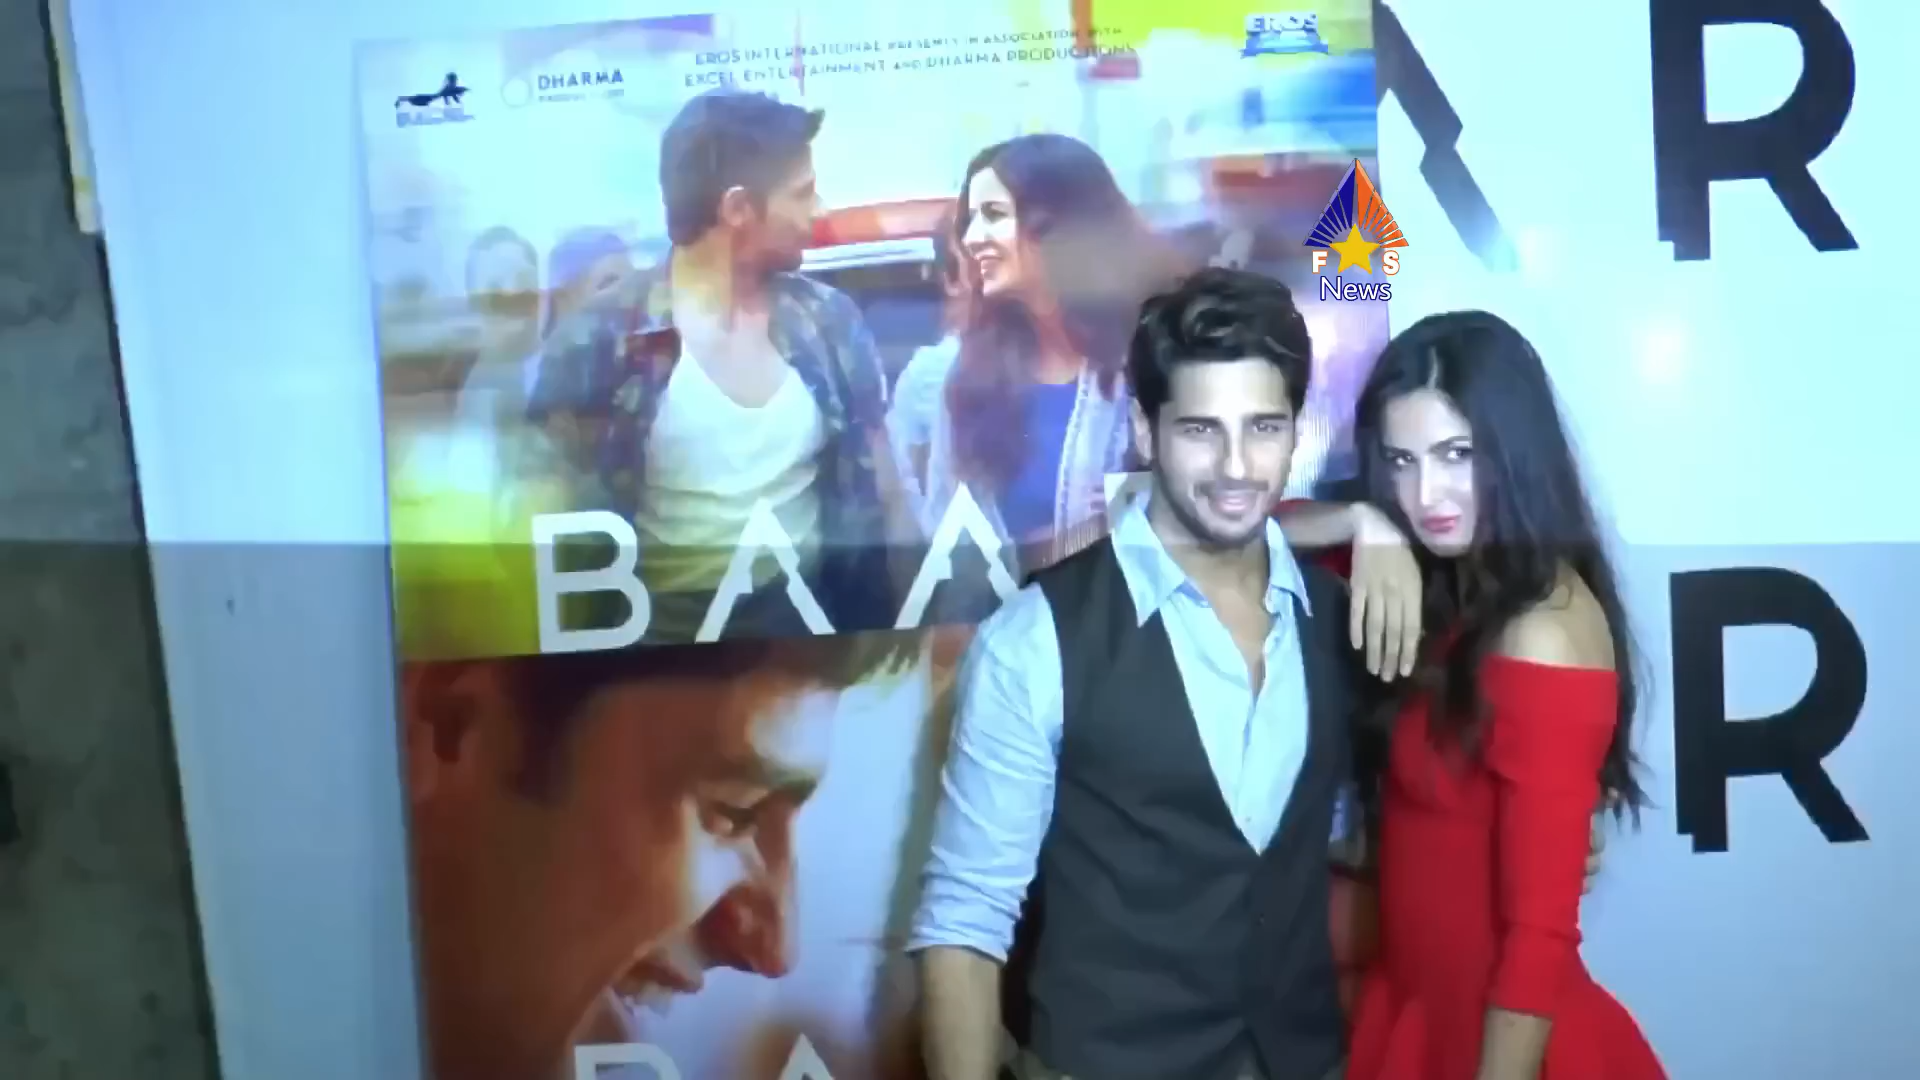 EROS INTERNATIONAL PRESENTS IN ASSOCIATION WITH
EXCEL ENTERTAINMENT AND DHARMA PRODUCTIONS
EROS
DHARMA
F S
News
BAA
R
R